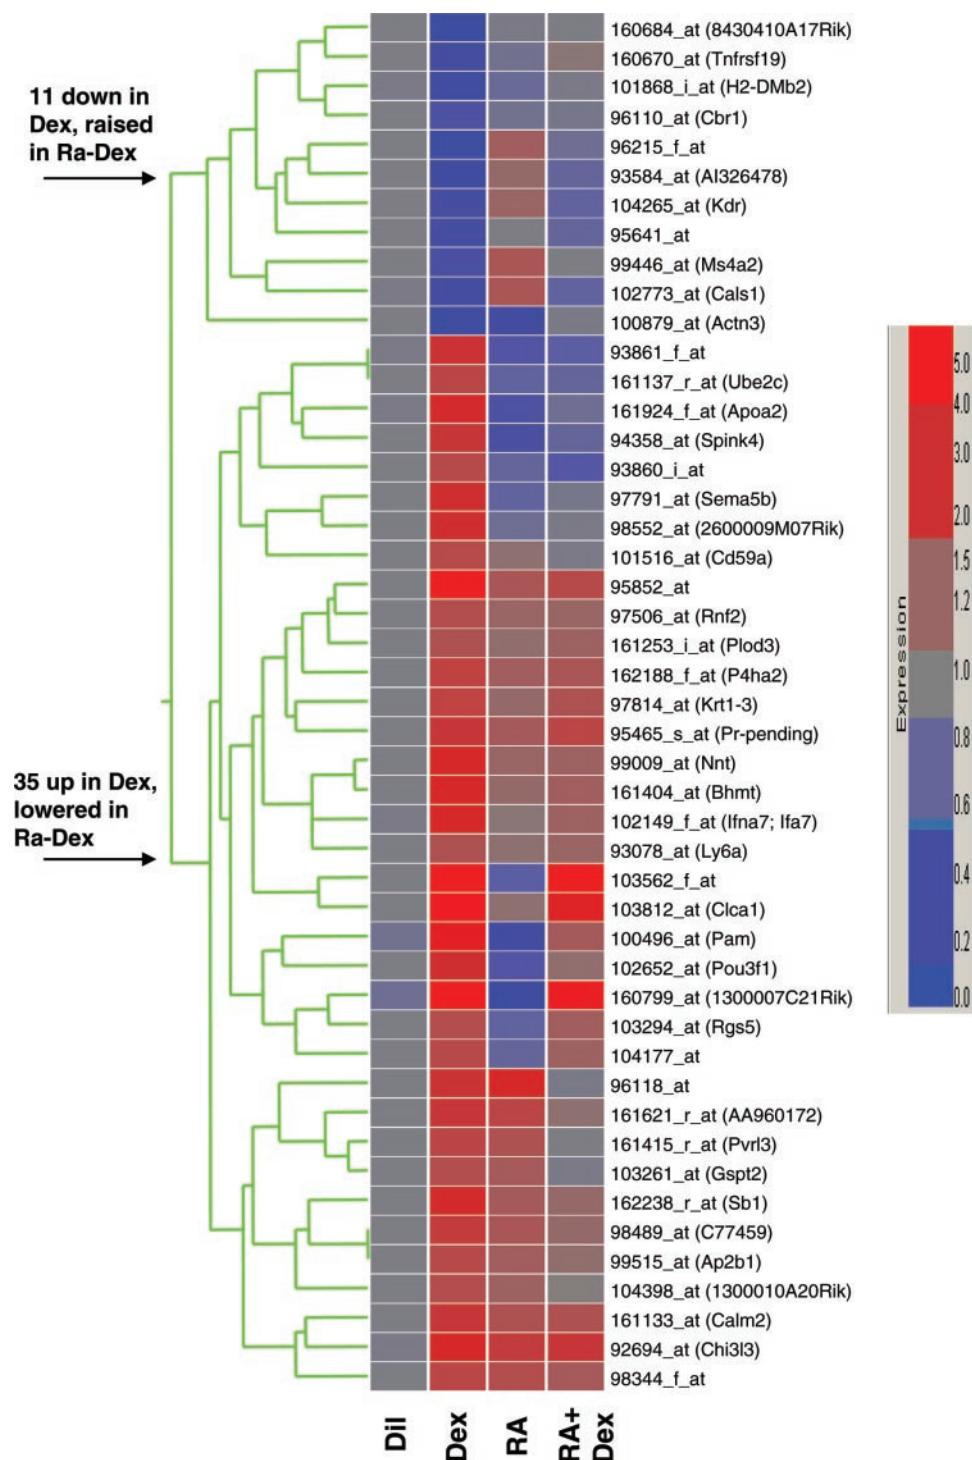 11 down in
Dex, raised
in Ra-Dex
35 up in Dex,
lowered in
Ra-Dex
160684_at (8430410A17Rik)
160670_at (Tnfrsf19)
101868_i_at (H2-DMb2)
96110_at (Cbr1)
96215_f_at
93584_at (AI326478)
104265_at (Kdr)
95641_at
99446_at (Ms4a2)
102773_at (Cals1)
100879_at (Actn3)
93861_f_at
161137_r_at (Ube2c)
161924_f_at (Apoa2)
94358_at (Spink4)
93860_i_at
97791_at (Sema5b)
98552_at (2600009M07Rik)
101516_at (Cd59a)
95852_at
97506_at (Rnf2)
161253_i_at (Plod3)
162188_f_at (P4ha2)
97814_at (Krt1-3)
95465_s_at (Pr-pending)
99009_at (Nnt)
161404_at (Bhmt)
102149_f_at (Ifna7; Ifa7)
93078_at (Ly6a)
103562_f_at
103812_at (Clca1)
100496_at (Pam)
102652_at (Pou3f1)
160799_at (1300007C21Rik)
103294_at (Rgs5)
104177_at
96118_at
161621_r_at (AA960172)
161415_r_at (Pvrl3)
103261_at (Gspt2)
162238_r_at (Sb1)
98489_at (C77459)
99515_at (Ap2b1)
104398_at (1300010A20Rik)
161133_at (Calm2)
92694_at (Chi3l3)
98344_f_at
Dil
Dex
RA
RA+
Dex
Expression
5.0
4.0
3.0
2.0
1.5
1.2
1.0
0.8
0.6
0.4
0.2
0.0